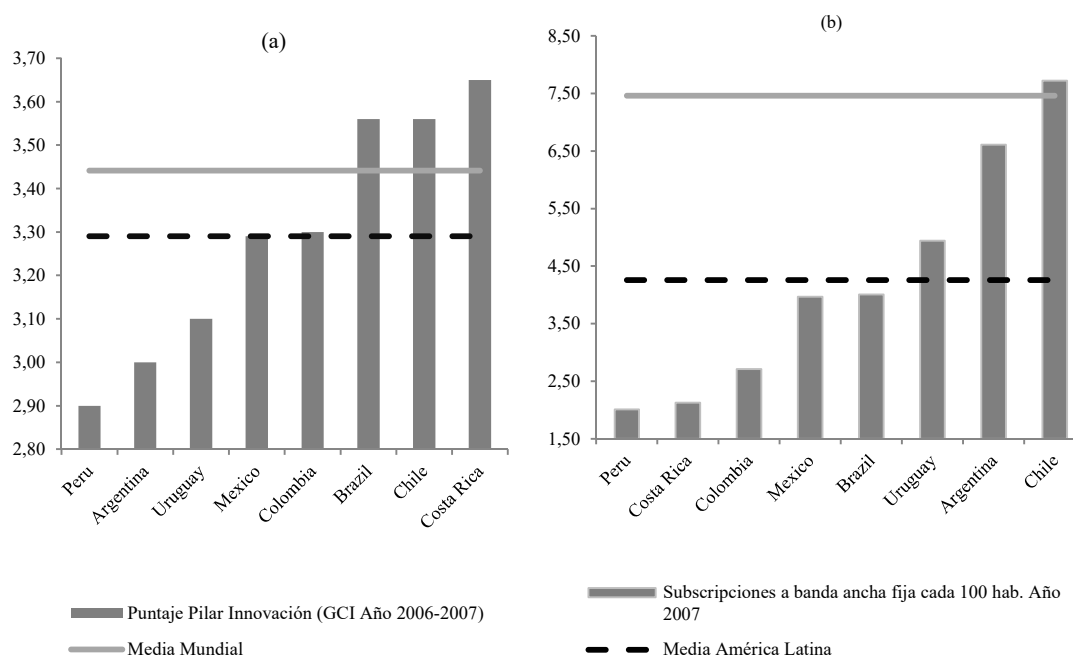 (a)
3,70
3,60
3,50
3,40
3,30
3,20
3,10
3,00
2,90
2,80
Peru
Argentina
Uruguay
Mexico
Colombia
Brazil
Chile
Costa Rica
(b)
8,50
7,50
6,50
5,50
4,50
3,50
2,50
1,50
Peru
Costa Rica
Colombia
Mexico
Brazil
Uruguay
Argentina
Chile
Puntaje Pilar Innovación (GCI Año 2006-2007)
Media Mundial
Subscripciones a banda ancha fija cada 100 hab. Año
2007
Media América Latina